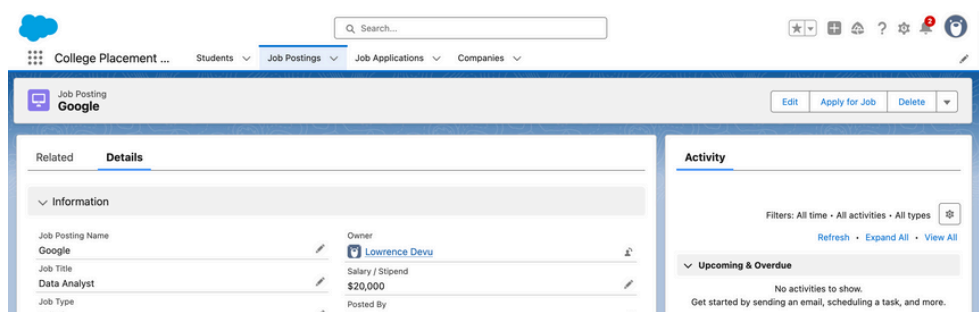 Search...
2
College Placement ...
Students
Job Postings
Job Applications
Companies
Job Posting
Google
Edit
Apply for Job
Delete
Related
Details
Information
Job Posting Name
Google
Job Title
Data Analyst
Job Type
Owner
Lowrence Devu
Salary / Stipend
$20,000
Posted By
Activity
Filters: All time • All activities • All types
Refresh • Expand All • View All
Upcoming & Overdue
No activities to show.
Get started by sending an email, scheduling a task, and more.